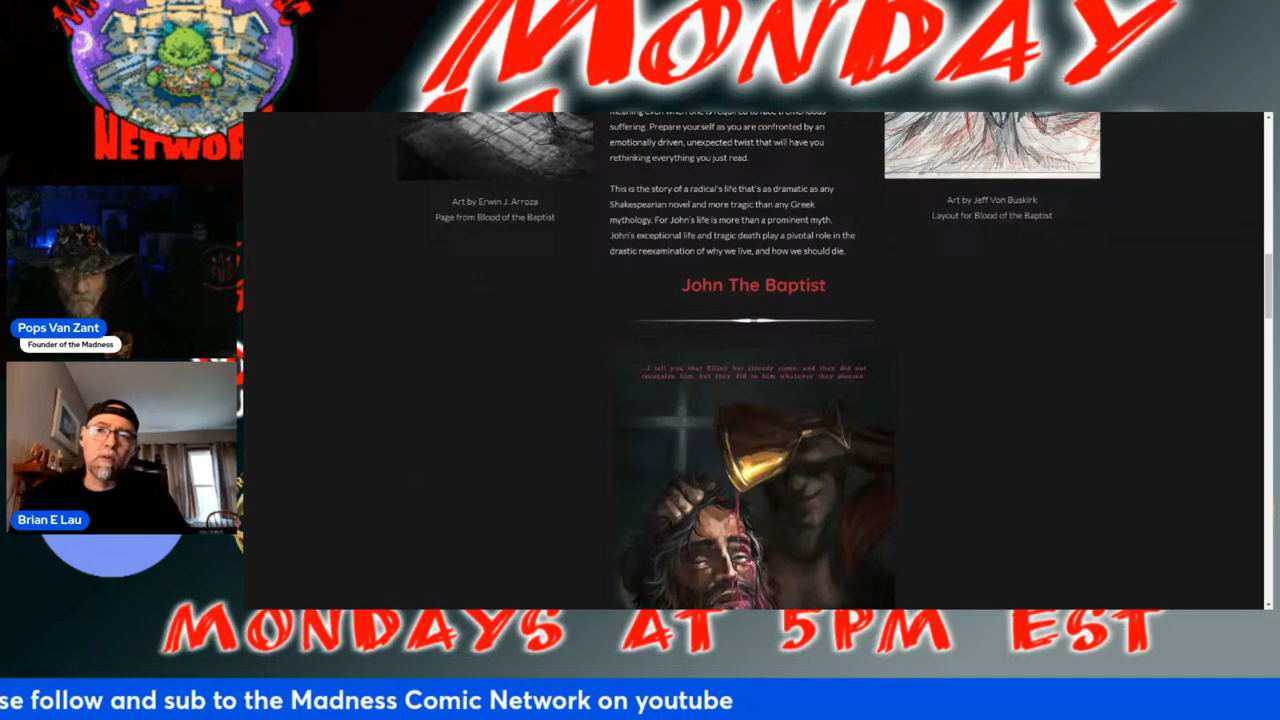 MONDAY
NETWOR
meaning even when one is required to face tremendous
suffering. Prepare yourself as you are confronted by an
emotionally driven, unexpected twist that will have you
rethinking everything you just read.
Art by Erwin J. Arroza
Page from Blood of the Baptist
This is the story of a radical's life that's as dramatic as any
Shakespearian novel and more tragic than any Greek
mythology. For John's life is more than a prominent myth.
John's exceptional life and tragic death play a pivotal role in the
drastic reexamination of why we live, and how we should die.
Art by Jeff Von Buskirk
Layout for Blood of the Baptist
John The Baptist
...I tell you that Elijah has already come, and they did not
recognize him, but they did to him whatever they pleased.
Pops Van Zant
Founder of the Madness
Brian E Lau
MONDAYS AT 5PM EST
se follow and sub to the Madness Comic Network on youtube